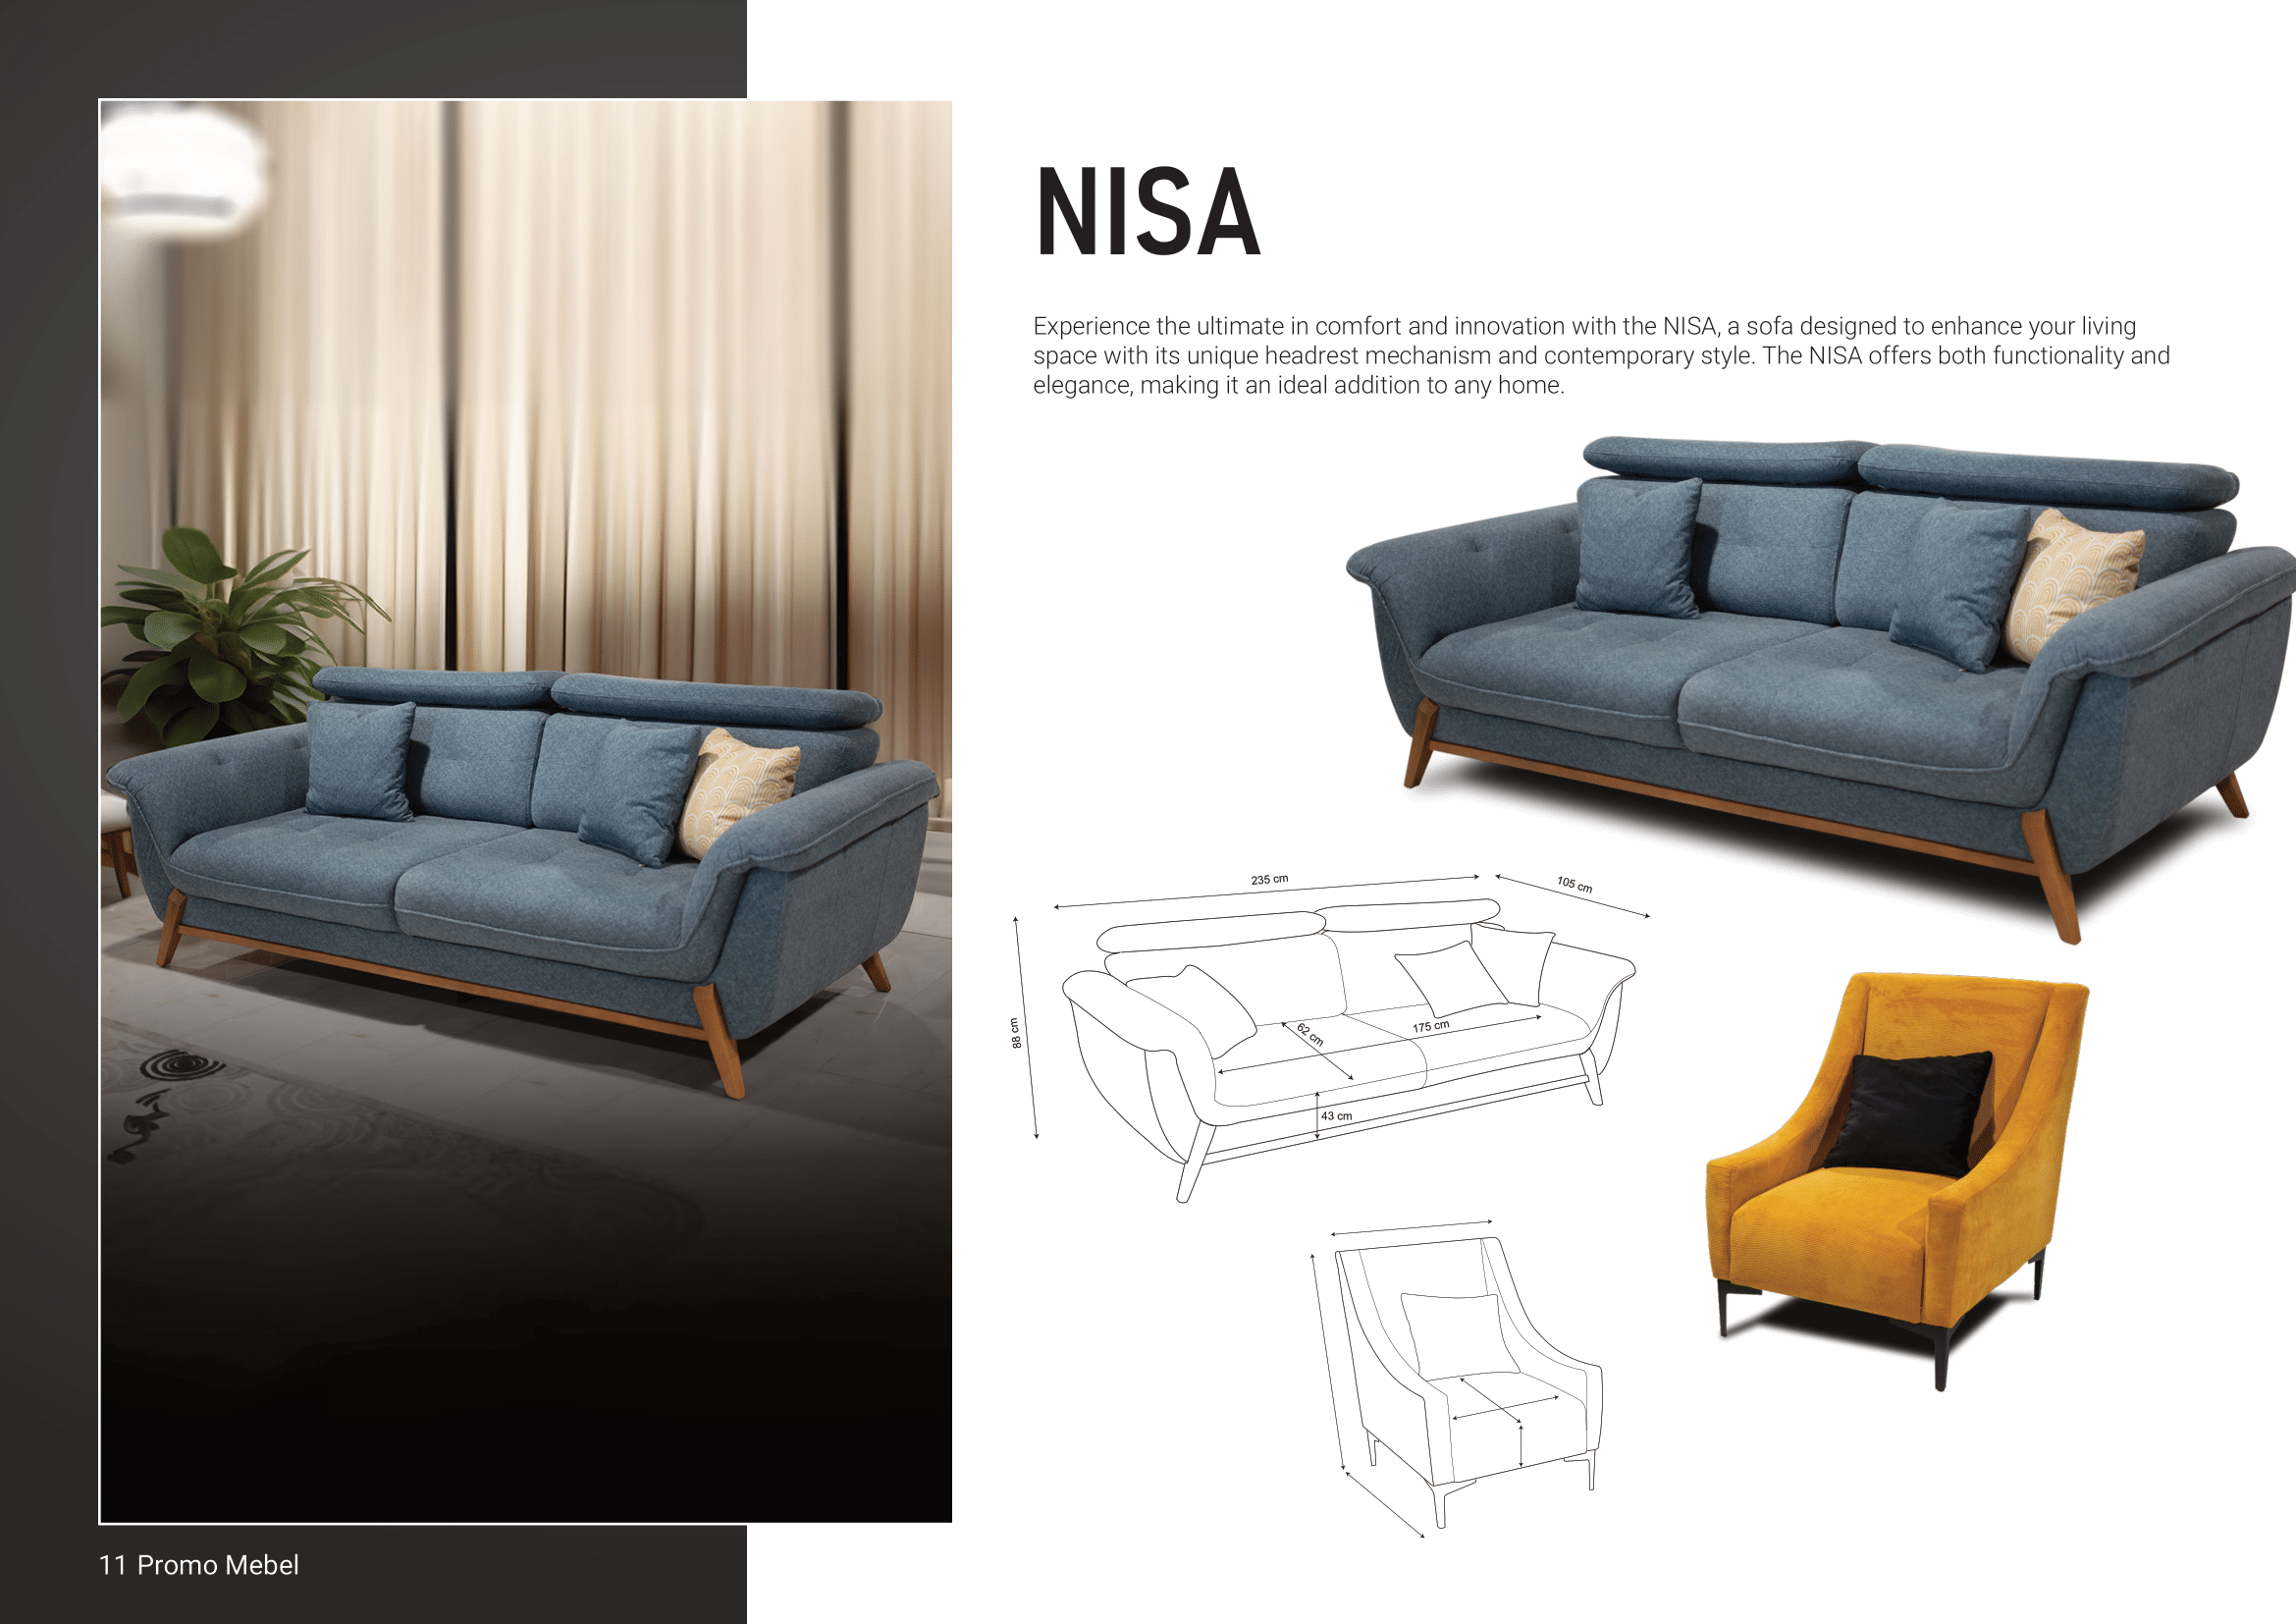 NISA
Experience the ultimate in comfort and innovation with the NISA, a sofa designed to enhance your living
space with its unique headrest mechanism and contemporary style. The NISA offers both functionality and
elegance, making it an ideal addition to any home.
235 cm
105 cm
88 cm
62 cm
175 cm
43 cm
11 Promo Mebel